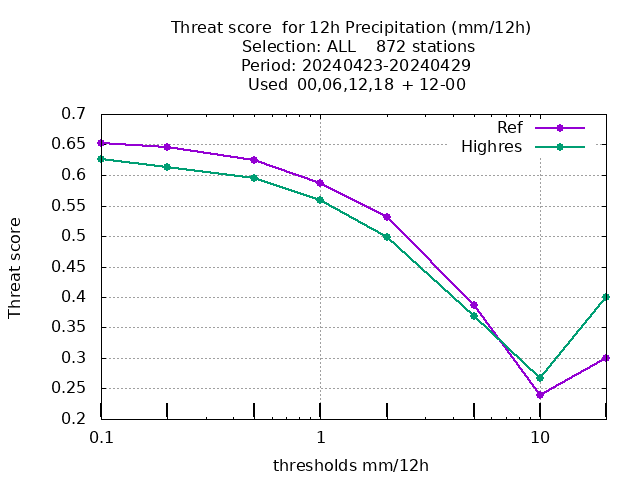 Threat score  for 12h Precipitation (mm/12h)
Selection: ALL    872 stations
Period: 20240423-20240429
Used  00,06,12,18  + 12-00
Ref
Highres
Threat score
0.7
0.65
0.6
0.55
0.5
0.45
0.4
0.35
0.3
0.25
0.2
0.1
1
10
thresholds mm/12h